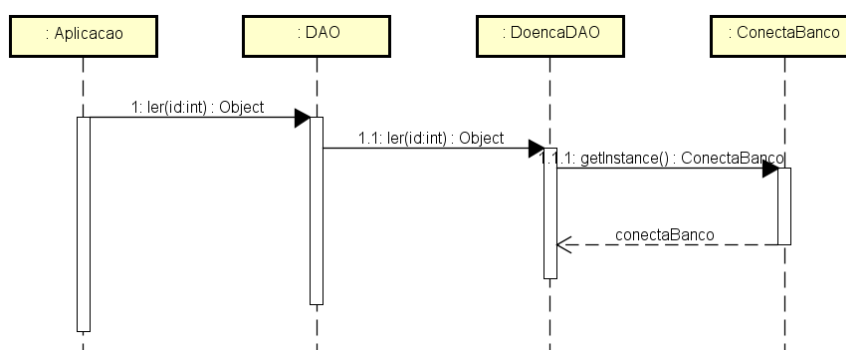 : Aplicacao
: DAO
: DoencaDAO
: ConectaBanco
1: ler(id:int) : Object
1.1: ler(id:int) : Object
1.1.1: getInstance() : ConectaBanco
conectaBanco